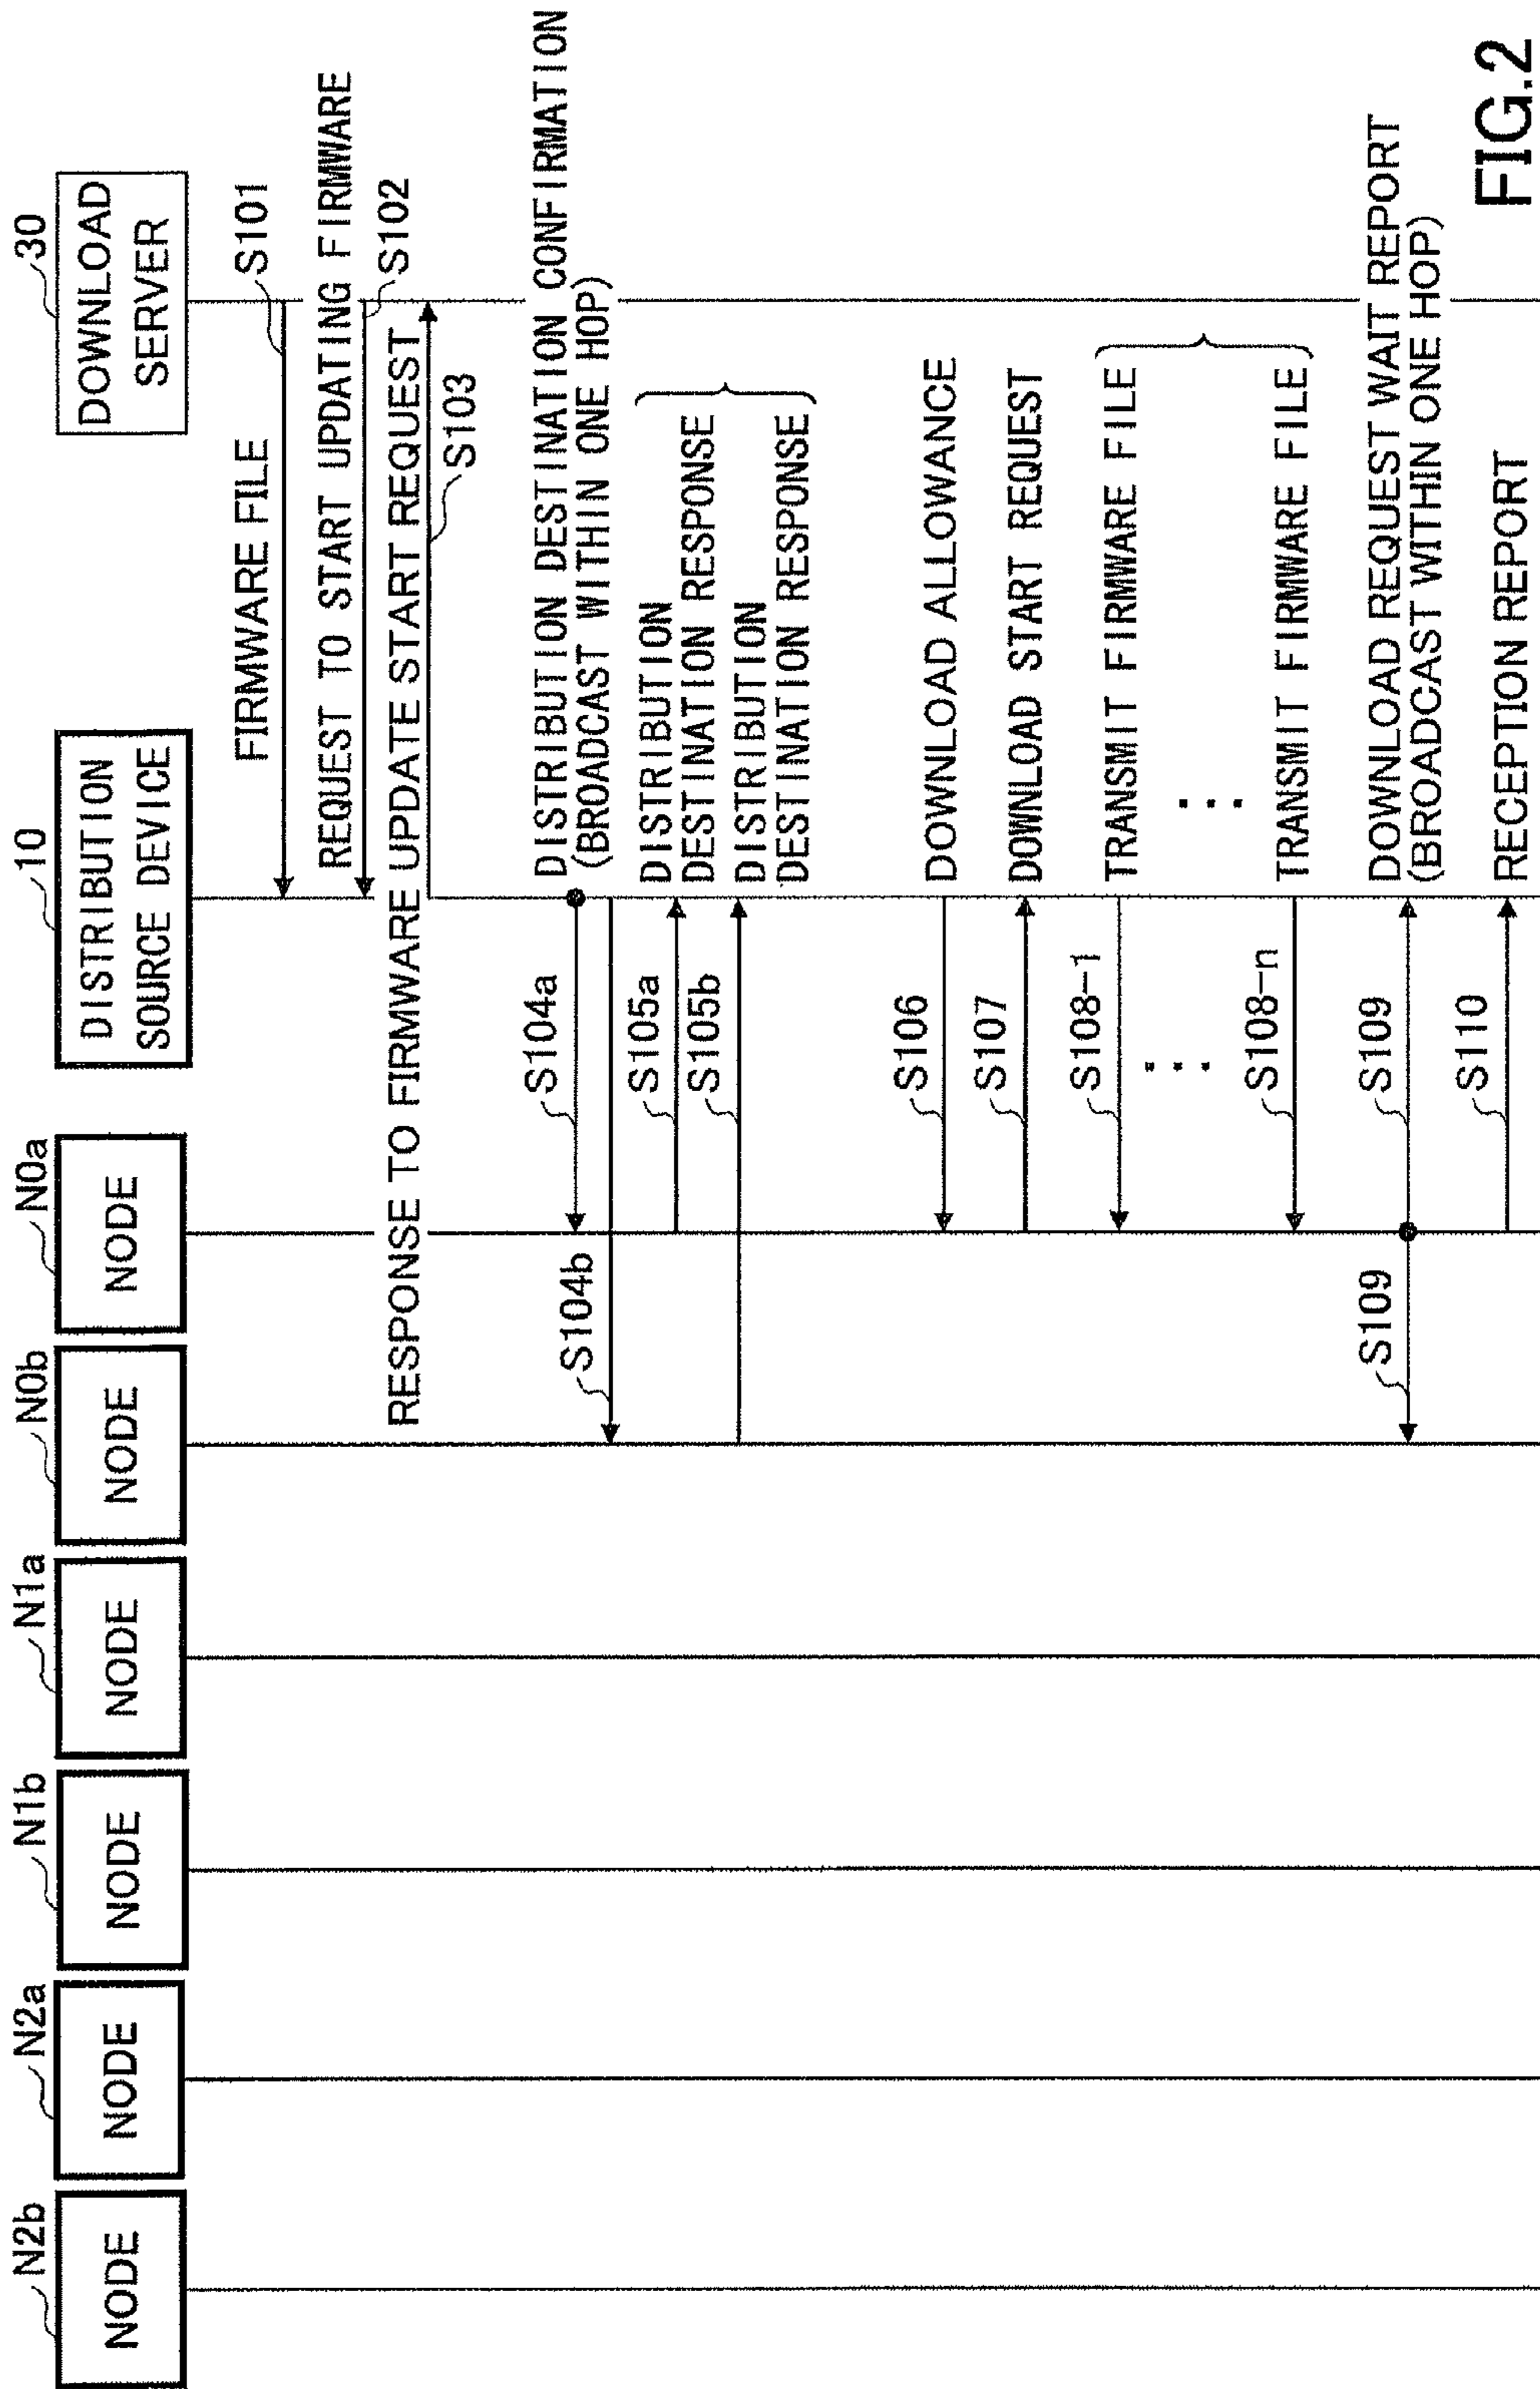 N2b
NODE
N2a
NODE
N1b
NODE
N1a
NODE
N0b
NODE
N0a
NODE
10
DISTRIBUTION
SOURCE DEVICE
30
DOWNLOAD
SERVER
FIRMWARE FILE
S101
REQUEST TO START UPDATING FIRMWARE
S102
RESPONSE TO FIRMWARE UPDATE START REQUEST
S103
S104a
DISTRIBUTION DESTINATION CONFIRMATION
(BROADCAST WITHIN ONE HOP)
S104b
S105a
DISTRIBUTION
DESTINATION RESPONSE
S105b
DISTRIBUTION
DESTINATION RESPONSE
S106
DOWNLOAD ALLOWANCE
S107
DOWNLOAD START REQUEST
S108-1
TRANSMIT FIRMWARE FILE
...
...
S108-n
TRANSMIT FIRMWARE FILE
S109
S109
DOWNLOAD REQUEST WAIT REPORT
(BROADCAST WITHIN ONE HOP)
S110
RECEPTION REPORT
FIG.2